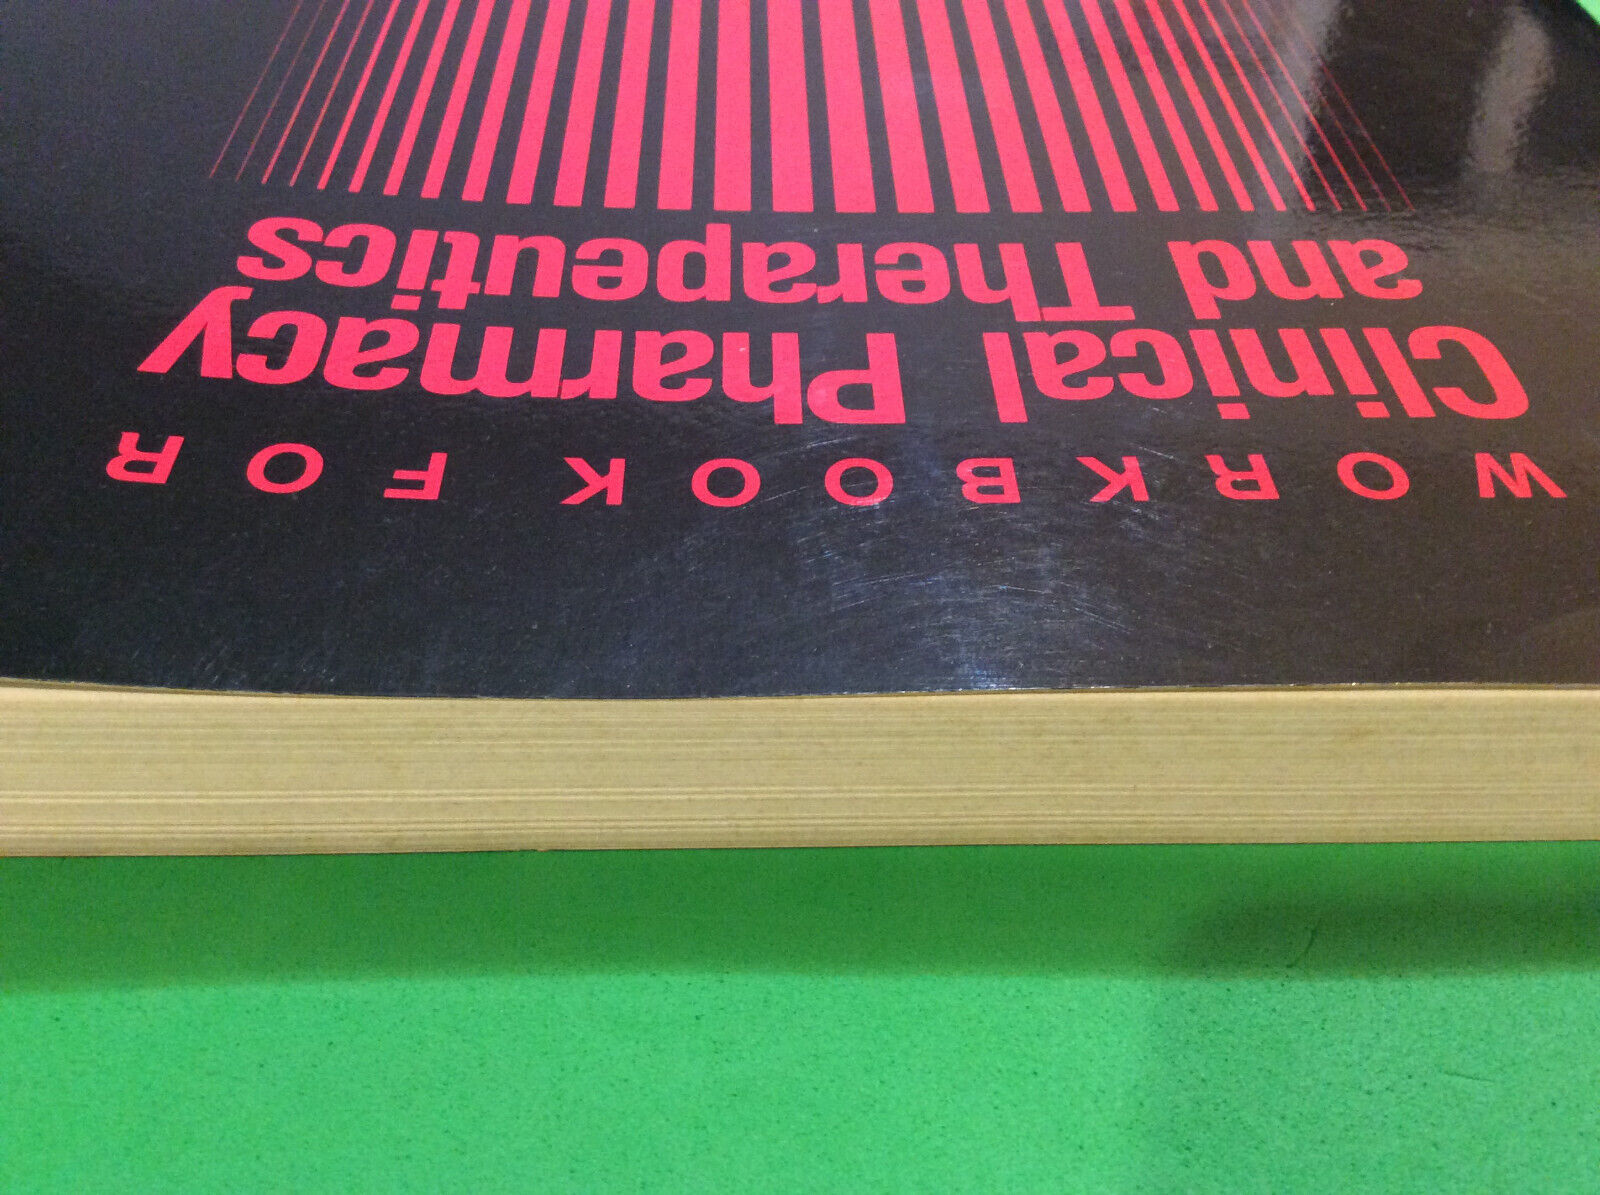 WORKBOOK FOR
Clinical Pharmacy
and Therapeutics